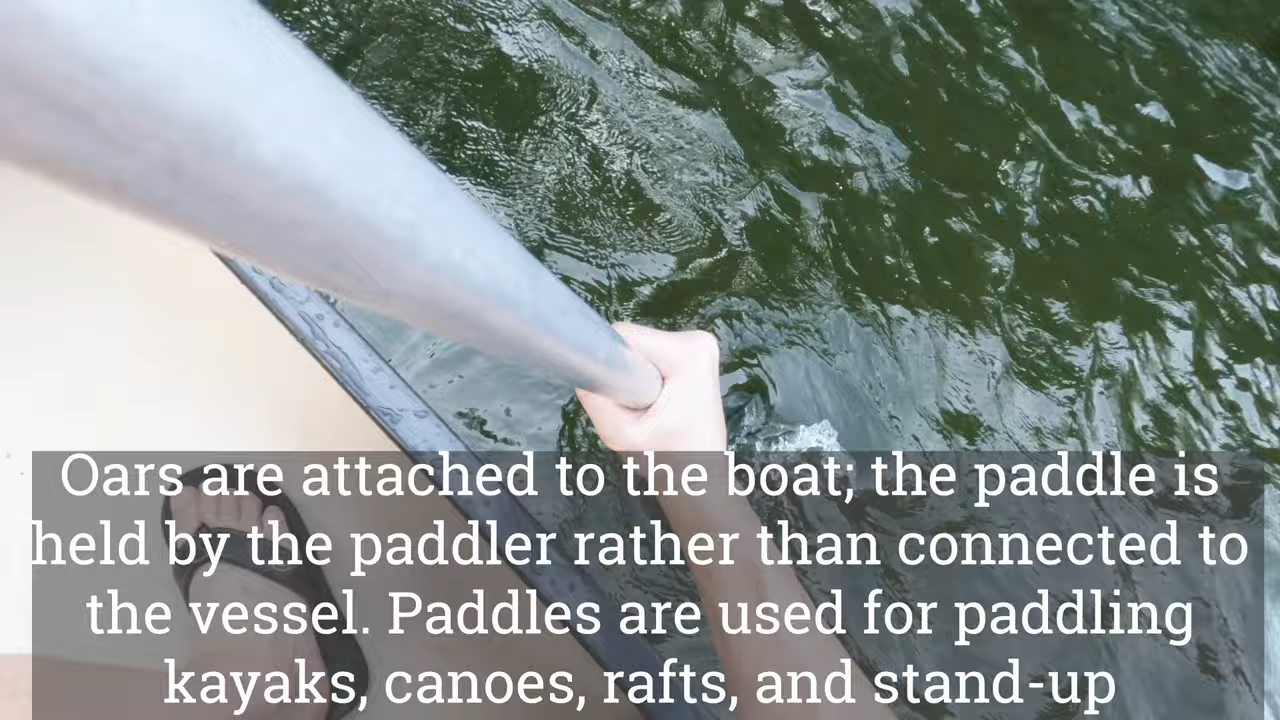 Oars are attached to the boat; the paddle is
held by the paddler rather than connected to
the vessel. Paddles are used for paddling
kayaks, canoes, rafts, and stand-up